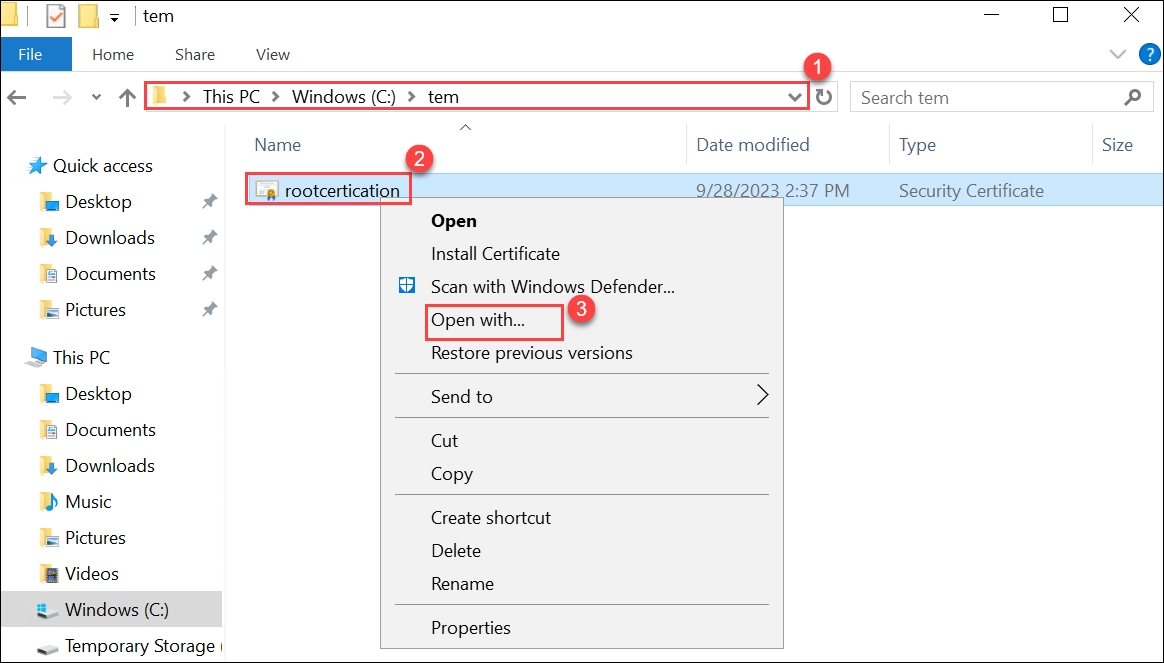 tem
File Home Share View ?
1
This PC Windows (C:) tem Search tem
Name Date modified Type Size
2
rootcertication 9/28/2023 2:37 PM Security Certificate
Quick access
Desktop
Downloads
Documents
Pictures
This PC
Desktop
Documents
Downloads
Music
Pictures
Videos
Windows (C:)
Temporary Storage
Open
Install Certificate
Scan with Windows Defender...
3
Open with...
Restore previous versions
Send to
Cut
Copy
Create shortcut
Delete
Rename
Properties